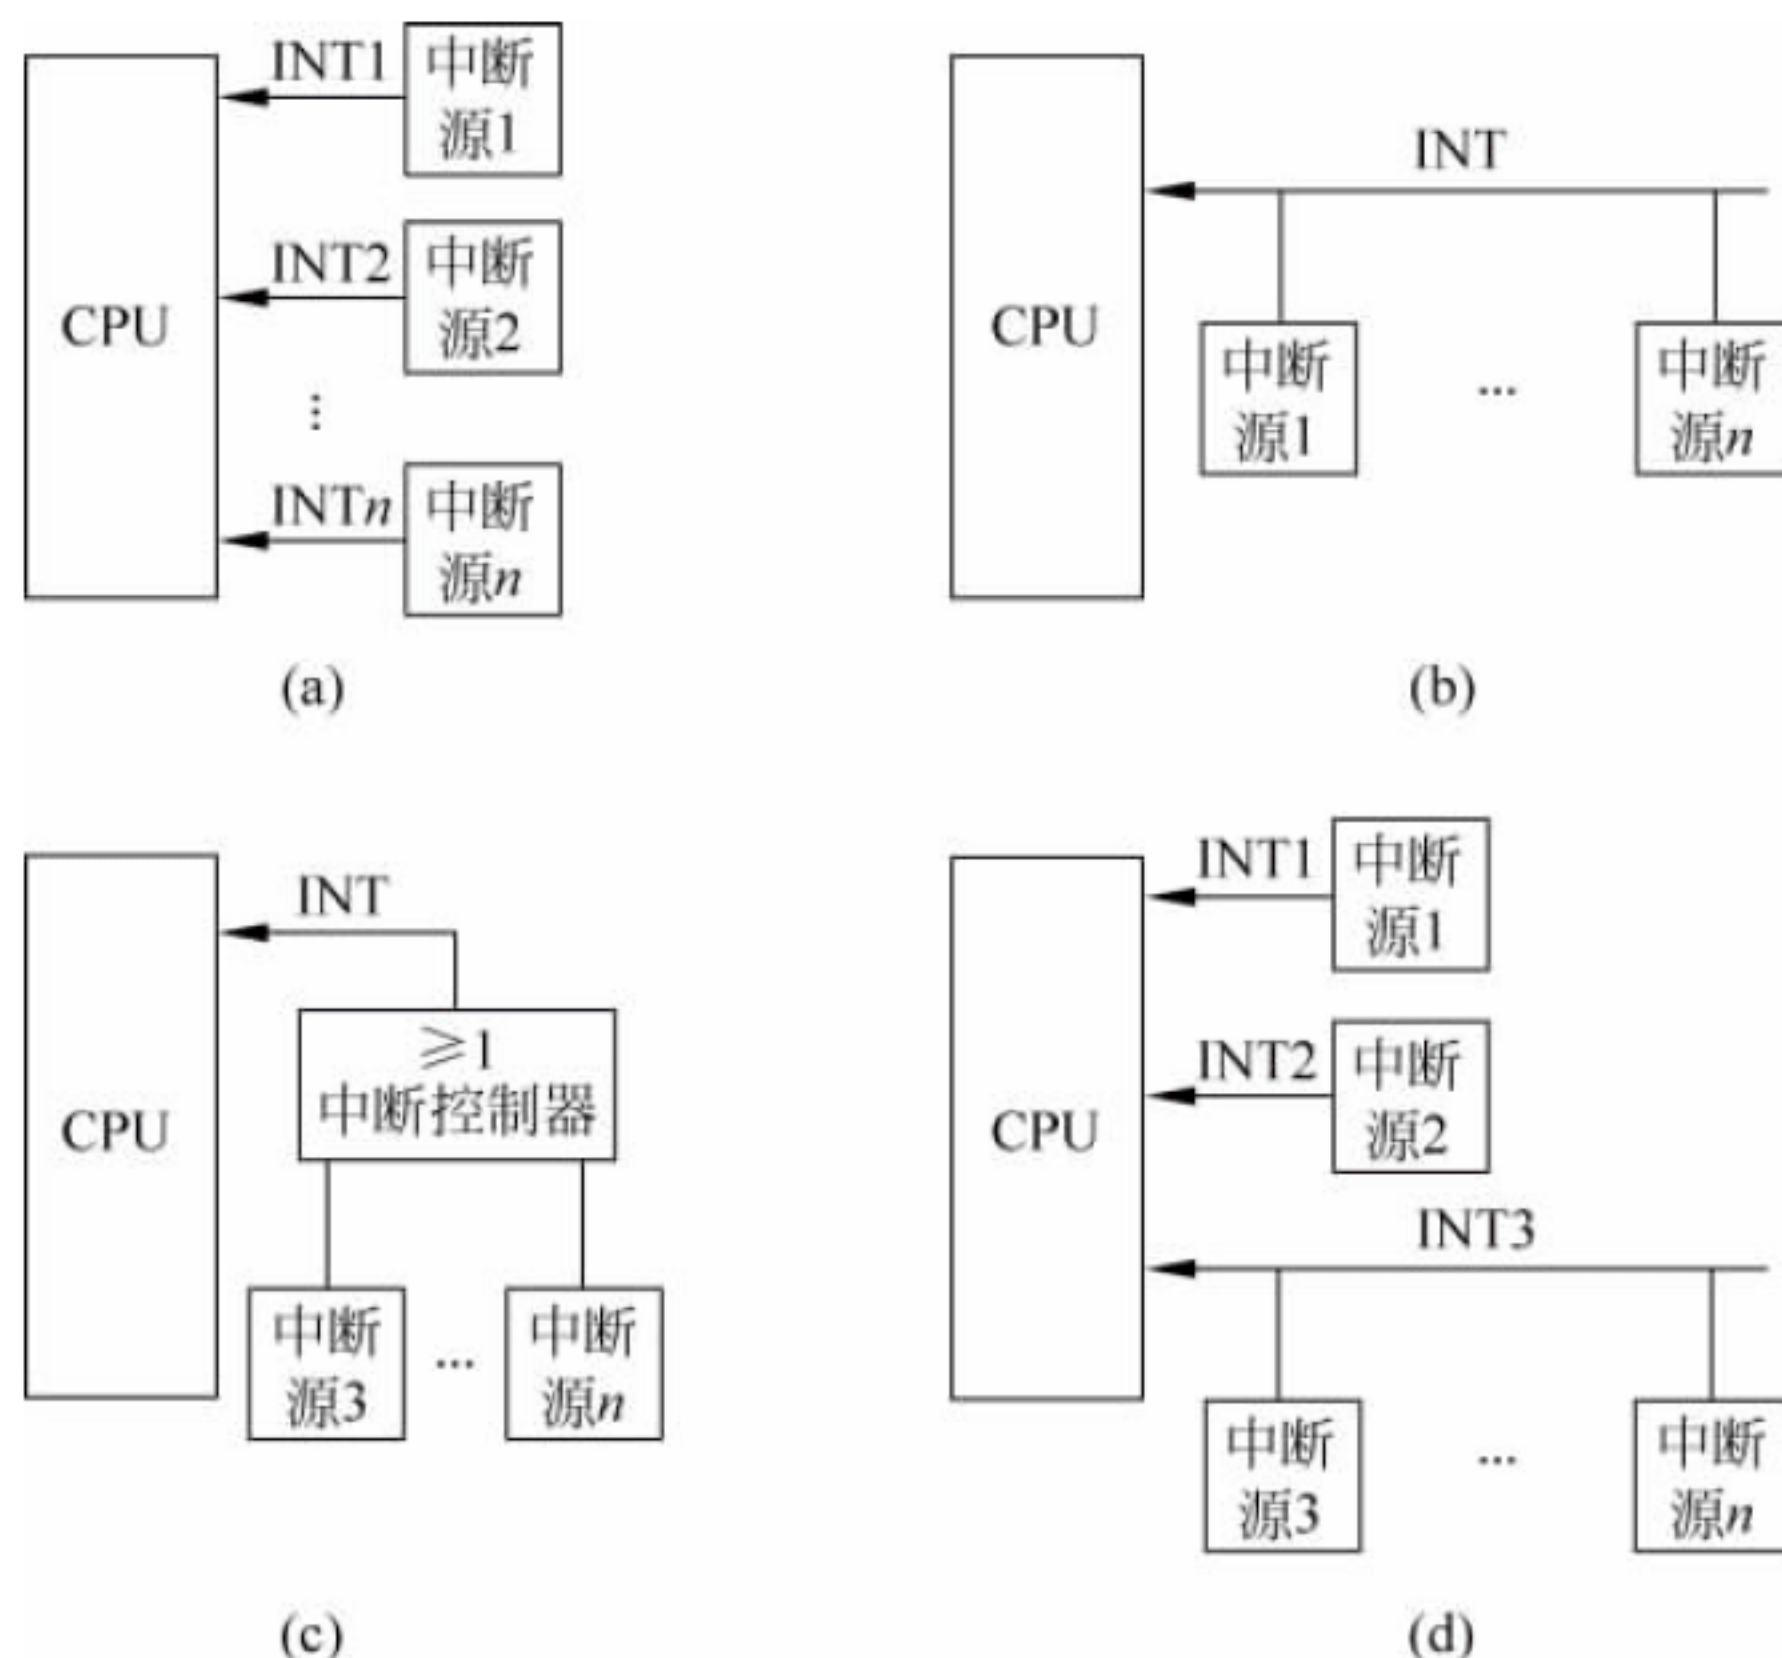 INT1
中断
源1
INT2
中断
源2
CPU
⋮
INTn
中断
源n
(a)
INT
CPU
中断
源1
...
中断
源n
(b)
INT
≥1
中断控制器
CPU
中断
源3
...
中断
源n
(c)
INT1
中断
源1
INT2
中断
源2
CPU
INT3
中断
源3
...
中断
源n
(d)